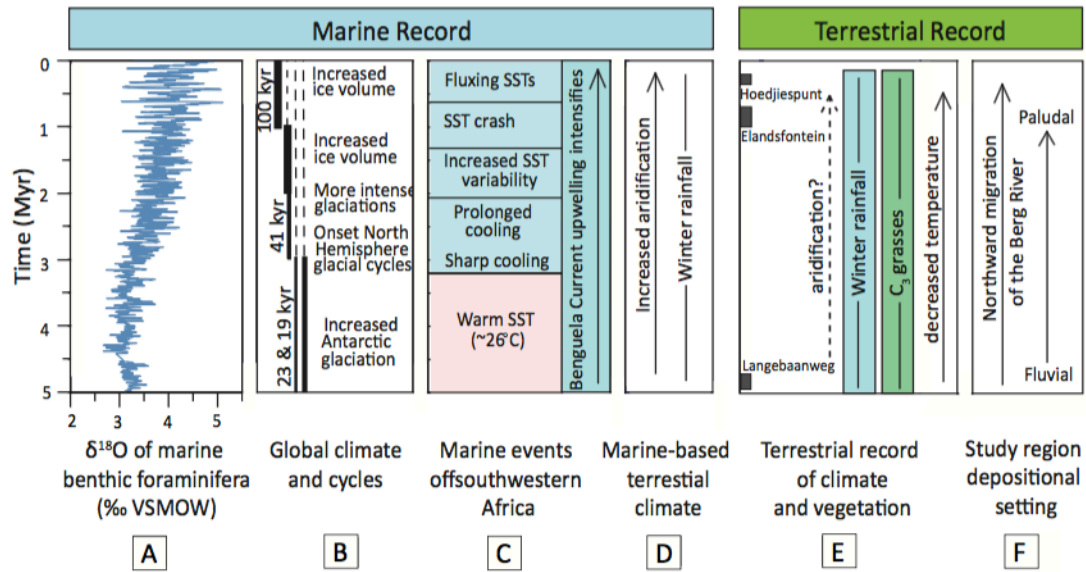 Marine Record
Terrestrial Record
Time (Myr)
0
1
2
3
4
5
2 3 4 5
δ¹⁸O of marine
benthic foraminifera
(‰ VSMOW)
A
100 kyr
41 kyr
23 & 19 kyr
Increased
ice volume
Increased
ice volume
More intense
glaciations
Onset North
Hemisphere
glacial cycles
Increased
Antarctic
glaciation
Global climate
and cycles
B
Fluxing SSTs
SST crash
Increased SST
variability
Prolonged
cooling
Sharp cooling
Warm SST
(~26°C)
Benguela Current upwelling intensifies
Marine events
offsouthwestern
Africa
C
Increased aridification
Winter rainfall
Marine-based
terrestial
climate
D
Hoedjiespunt
Elandsfontein
Langebaanweg
aridification?
Winter rainfall
C₃ grasses
decreased temperature
Terrestrial record
of climate
and vegetation
E
Northward migration
of the Berg River
Paludal
Fluvial
Study region
depositional
setting
F